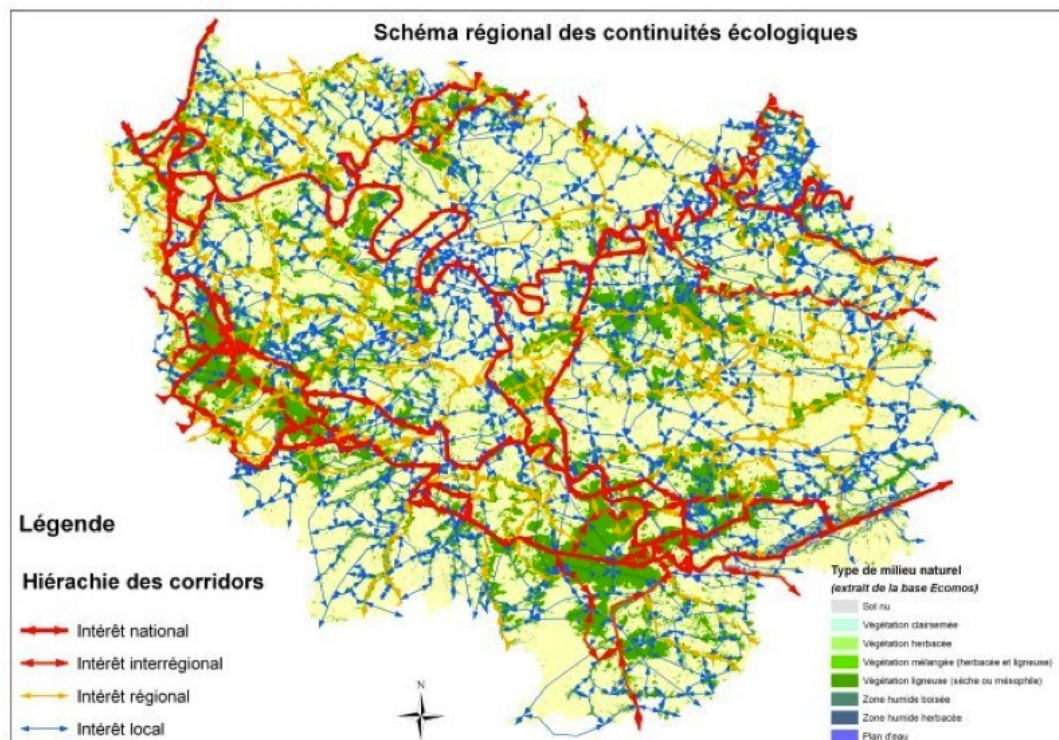 Schéma régional des continuités écologiques
Légende
Hiérachie des corridors
Intérêt national
Intérêt interrégional
Intérêt régional
Intérêt local
N
Type de milieu naturel
(extrait de la base Ecomos)
Sol nu
Végétation clairsemée
Végétation herbacée
Végétation mélangée (herbacée et ligneuse)
Végétation ligneuse (sèche ou mésophile)
Zone humide boisée
Zone humide herbacée
Plan d'eau